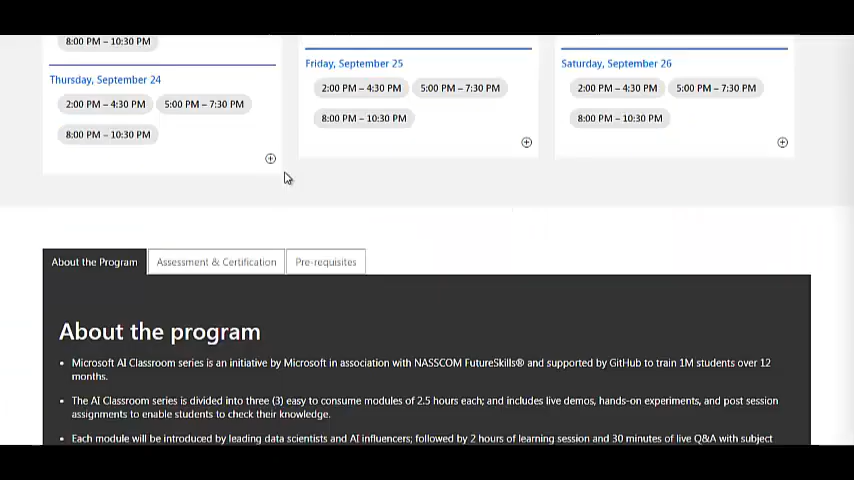 8:00 PM – 10:30 PM
Thursday, September 24
2:00 PM – 4:30 PM 5:00 PM – 7:30 PM
8:00 PM – 10:30 PM
Friday, September 25
2:00 PM – 4:30 PM 5:00 PM – 7:30 PM
8:00 PM – 10:30 PM
Saturday, September 26
2:00 PM – 4:30 PM 5:00 PM – 7:30 PM
8:00 PM – 10:30 PM
About the Program Assessment & Certification Pre-requisites
About the program
• Microsoft AI Classroom series is an initiative by Microsoft in association with NASSCOM FutureSkills® and supported by GitHub to train 1M students over 12
months.
• The AI Classroom series is divided into three (3) easy to consume modules of 2.5 hours each; and includes live demos, hands-on experiments, and post session
assignments to enable students to check their knowledge.
• Each module will be introduced by leading data scientists and AI influencers; followed by 2 hours of learning session and 30 minutes of live Q&A with subject